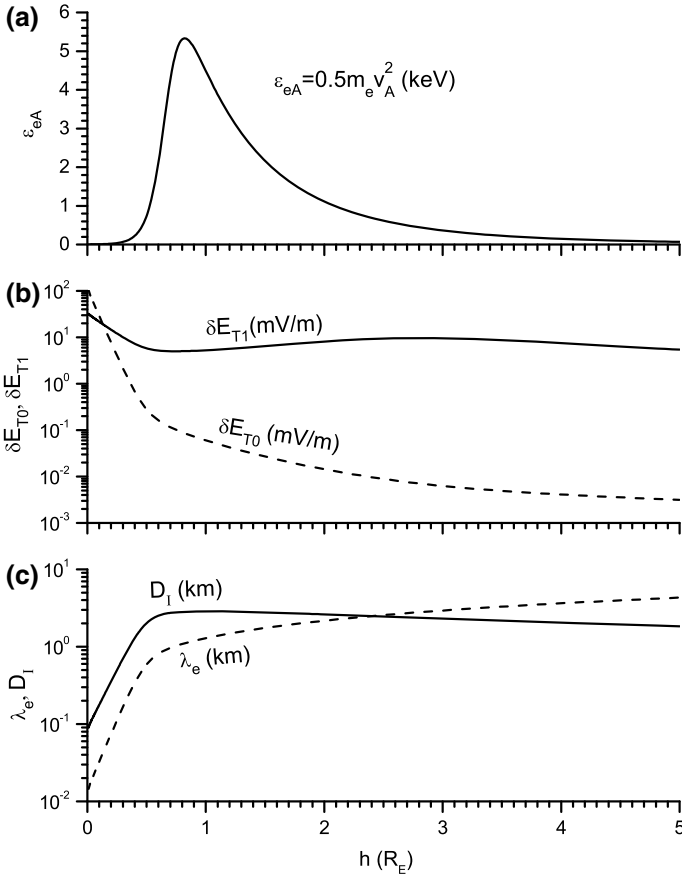 (a)
6
5
4
3
2
1
0
ε_eA
ε_eA=0.5m_e v_A^2 (keV)
(b)
10^2
10^1
10^0
10^-1
10^-2
10^-3
δE_T0, δE_T1
δE_T1(mV/m)
δE_T0 (mV/m)
(c)
10^1
10^0
10^-1
10^-2
λ_e, D_I
D_I (km)
λ_e (km)
0 1 2 3 4 5
h (R_E)